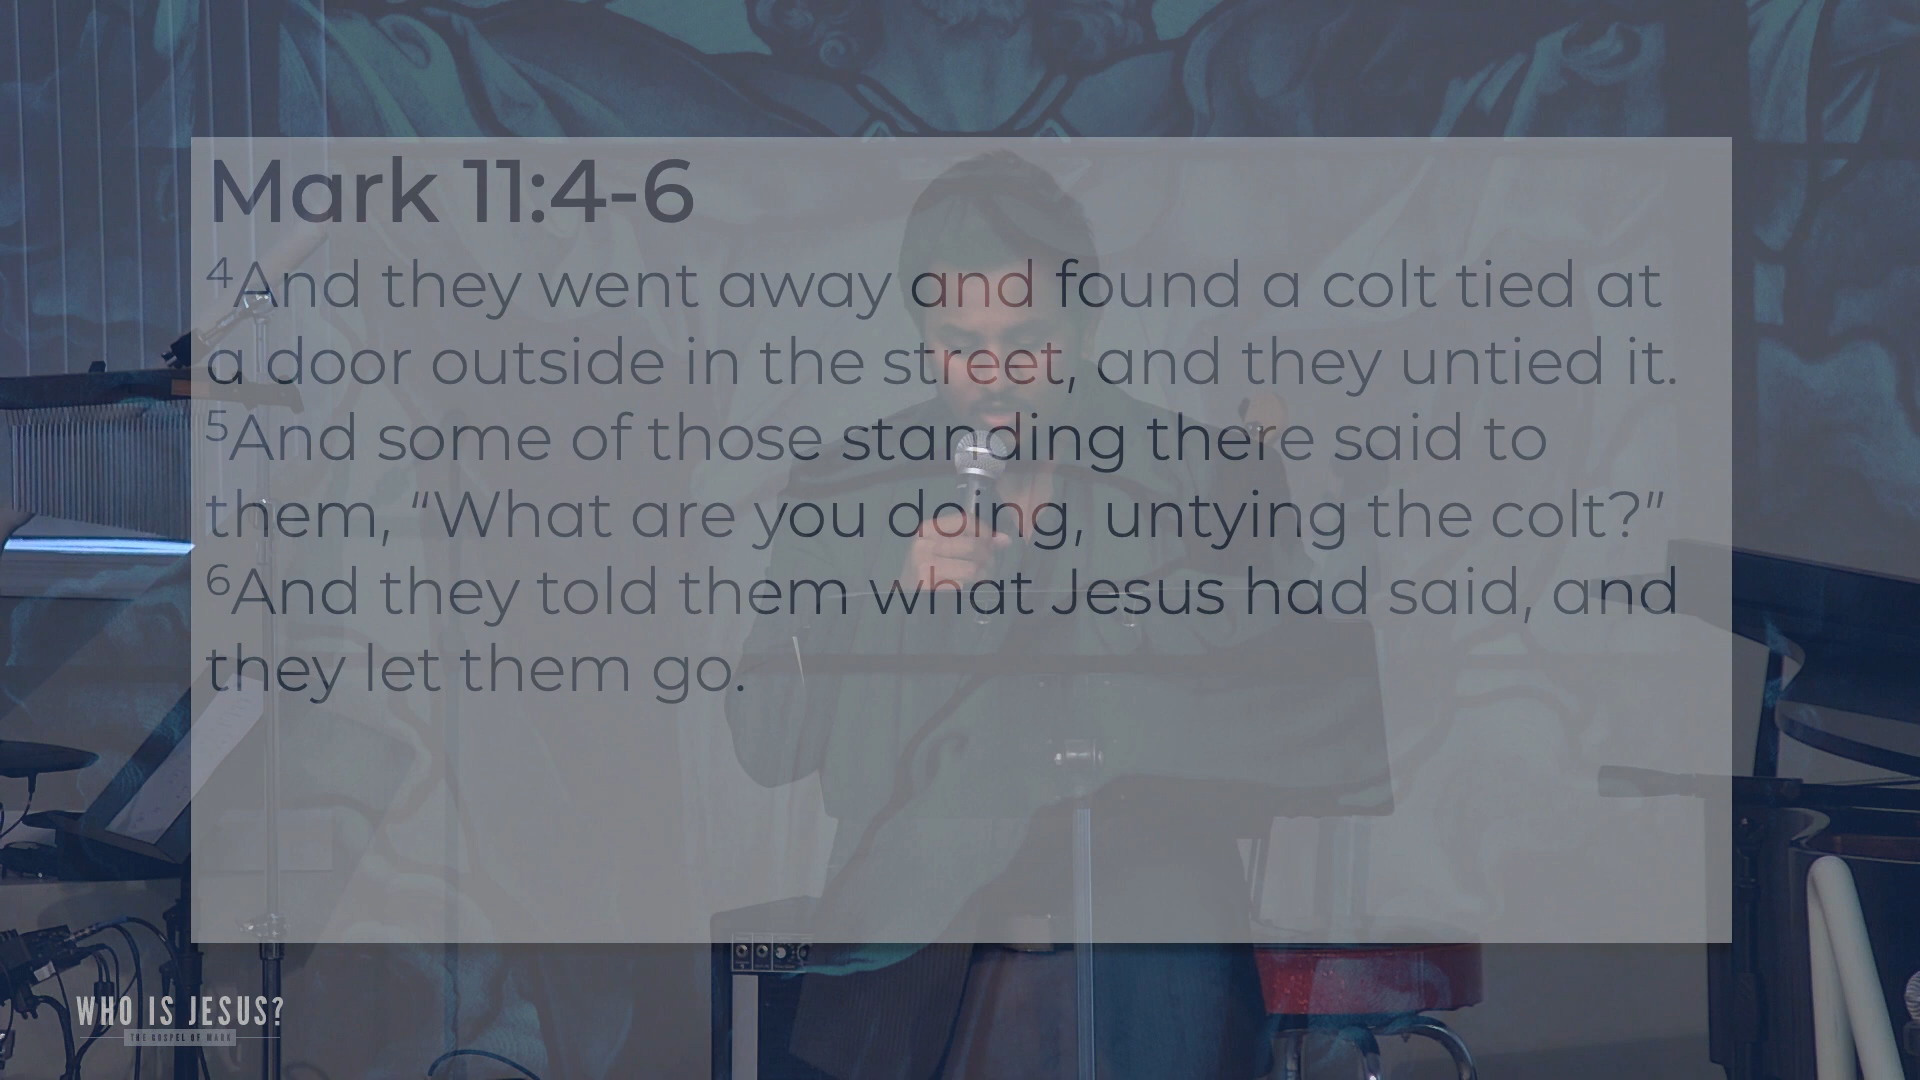 Mark 11:4-6
4And they went away and found a colt tied at
a door outside in the street, and they untied it.
5And some of those standing there said to
them, “What are you doing, untying the colt?”
6And they told them what Jesus had said, and
they let them go.
WHO IS JESUS?
THE GOSPEL OF MARK